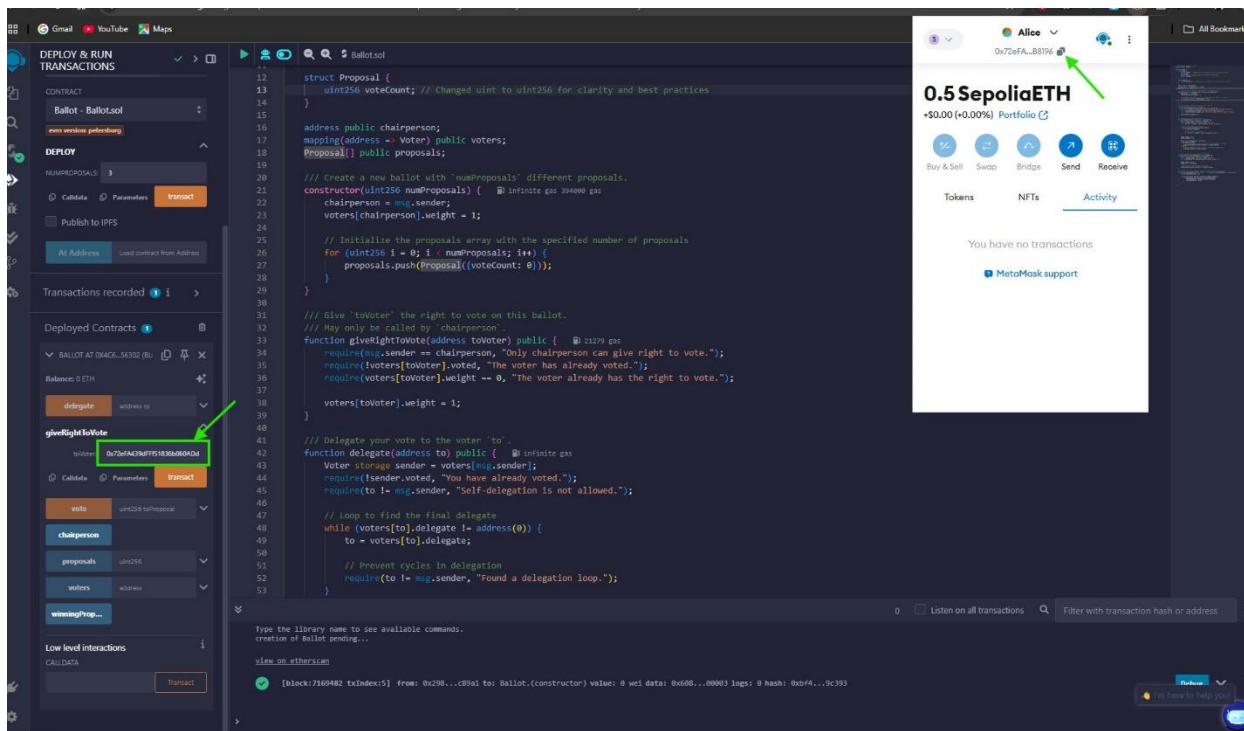 Gmail YouTube Maps
All Bookmark
DEPLOY & RUN
TRANSACTIONS
CONTRACT
Ballot - Ballot.sol
evm version: petersburg
DEPLOY
NUMPROPOSALS: 3
Calldata Parameters transact
Publish to IPFS
At Address Load contract from Address
Transactions recorded 1 i
Deployed Contracts 1
BALLOT AT 0X4C6...56302 (BL
Balance: 0 ETH
delegate address to
giveRightToVote
toVoter:
Calldata Parameters transact
vote uint256 toProposal
chairperson
proposals uint256
voters address
winningProp...
Low level interactions i
CALLDATA
Transact
Ballot.sol
12 struct Proposal {
13 uint256 voteCount; // Changed uint to uint256 for clarity and best practices
14 }
15
16 address public chairperson;
17 mapping(address => Voter) public voters;
18 Proposal[] public proposals;
19
20 /// Create a new ballot with `numProposals` different proposals.
21 constructor(uint256 numProposals) { infinite gas 394000 gas
22 chairperson = msg.sender;
23 voters[chairperson].weight = 1;
24
25 // Initialize the proposals array with the specified number of proposals
26 for (uint256 i = 0; i < numProposals; i++) {
27 proposals.push(Proposal({voteCount: 0}));
28 }
29 }
30
31 /// Give `toVoter` the right to vote on this ballot.
32 /// May only be called by `chairperson`.
33 function giveRightToVote(address toVoter) public { 21279 gas
34 require(msg.sender == chairperson, "Only chairperson can give right to vote.");
35 require(!voters[toVoter].voted, "The voter has already voted.");
36 require(voters[toVoter].weight == 0, "The voter already has the right to vote.");
37
38 voters[toVoter].weight = 1;
39 }
40
41 /// Delegate your vote to the voter `to`.
42 function delegate(address to) public { infinite gas
43 Voter storage sender = voters[msg.sender];
44 require(!sender.voted, "You have already voted.");
45 require(to != msg.sender, "Self-delegation is not allowed.");
46
47 // Loop to find the final delegate
48 while (voters[to].delegate != address(0)) {
49 to = voters[to].delegate;
50
51 // Prevent cycles in delegation
52 require(to != msg.sender, "Found a delegation loop.");
53 }
0 Listen on all transactions Filter with transaction hash or address
Type the library name to see available commands.
creation of Ballot pending...
view on etherscan
[block:7169482 txIndex:5] from: 0x298...c89a1 to: Ballot.(constructor) value: 0 wei data: 0x608...00003 logs: 0 hash: 0xbf4...9c393
Debug
>
I'm here to help you!
Alice
0x72eFA...B8196
0.5 SepoliaETH
+$0.00 (+0.00%) Portfolio
Buy & Sell Swap Bridge Send Receive
Tokens NFTs Activity
You have no transactions
MetaMask support